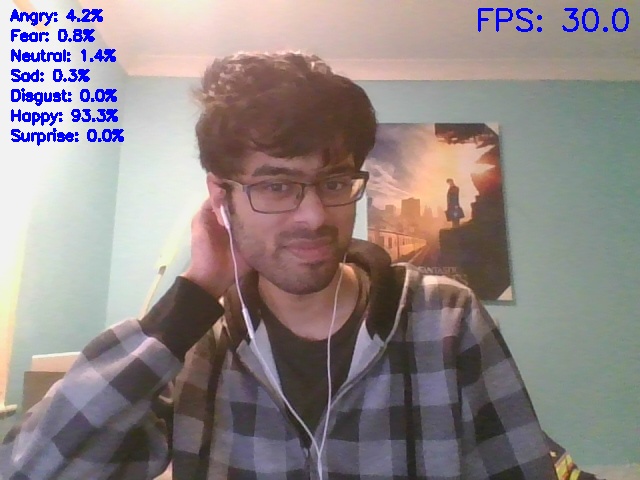 Angry: 4.2%
Fear: 0.8%
Neutral: 1.4%
Sad: 0.3%
Disgust: 0.0%
Happy: 93.3%
Surprise: 0.0%
FPS: 30.0
FANTASTIC